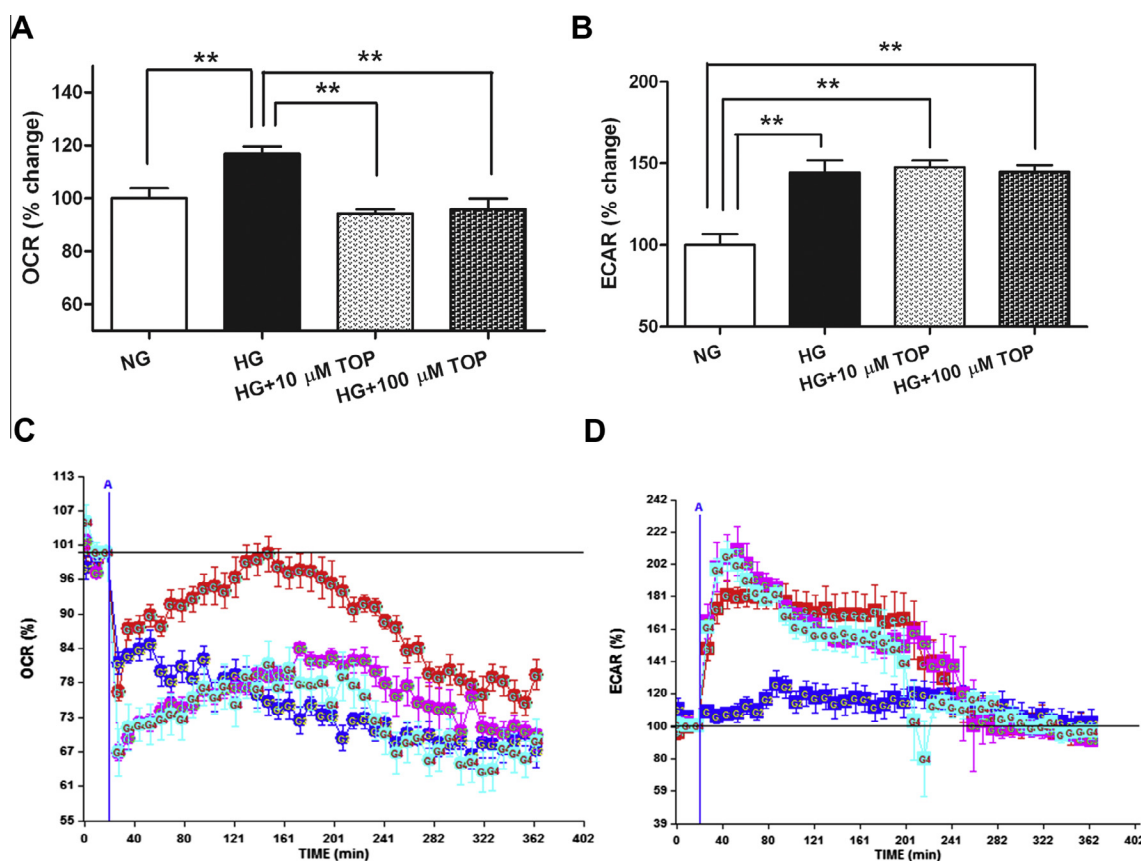 A
OCR (% change)
140
120
100
80
60
**
**
**
NG
HG
HG+10 μM TOP
HG+100 μM TOP
B
ECAR (% change)
200
150
100
50
**
**
**
NG
HG
HG+10 μM TOP
HG+100 μM TOP
C
OCR (%)
113
107
101
96
90
84
78
73
67
61
55
A
0 40 80 121 161 201 241 282 322 362 402
TIME (min)
D
ECAR (%)
242
222
202
181
161
141
120
100
80
59
39
A
0 40 80 121 161 201 241 282 322 362 402
TIME (min)